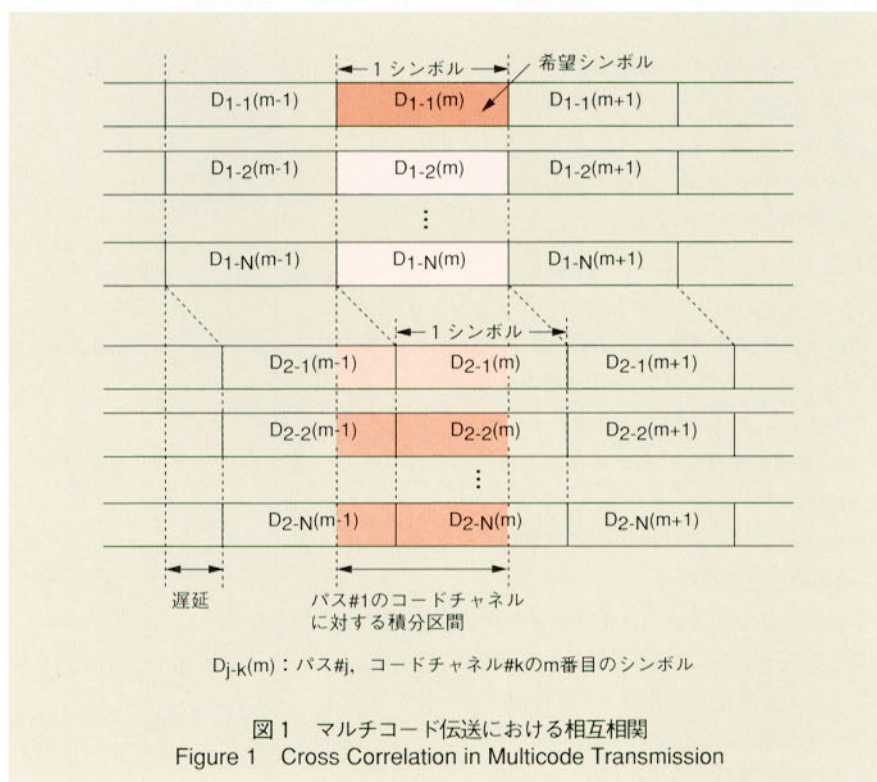 1 シンボル
希望シンボル
D1-1(m-1) D1-1(m) D1-1(m+1)
D1-2(m-1) D1-2(m) D1-2(m+1)
⋮
D1-N(m-1) D1-N(m) D1-N(m+1)
1 シンボル
D2-1(m-1) D2-1(m) D2-1(m+1)
D2-2(m-1) D2-2(m) D2-2(m+1)
⋮
D2-N(m-1) D2-N(m) D2-N(m+1)
遅延
パス#1のコードチャネル
に対する積分区間
Dj-k(m):パス#j,コードチャネル#kのm番目のシンボル
図1 マルチコード伝送における相互相関
Figure 1 Cross Correlation in Multicode Transmission